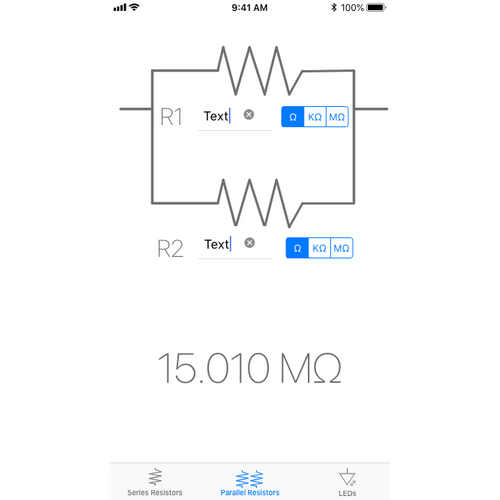 9:41 AM 100%
R1 Text Ω KΩ MΩ
R2 Text Ω KΩ MΩ
15.010 MΩ
Series Resistors Parallel Resistors LEDs